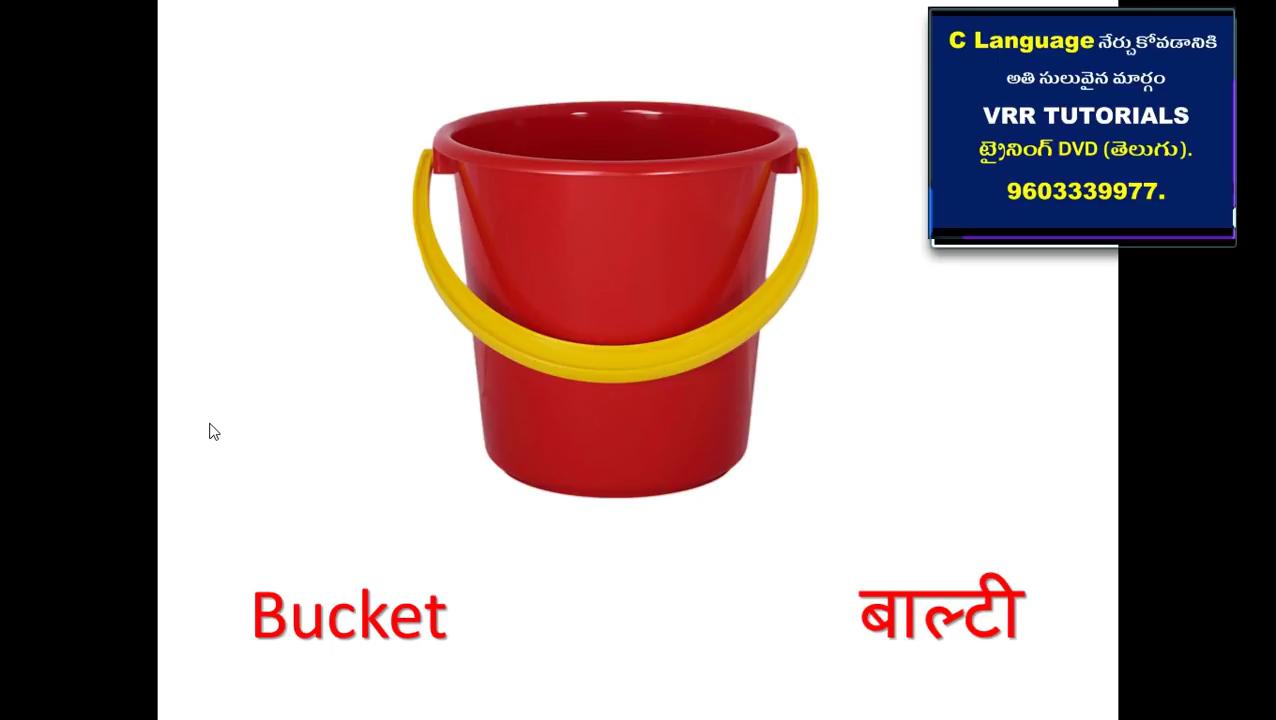 C Language నేర్చుకోవడానికి
అతి సులువైన మార్గం
VRR TUTORIALS
ట్రైనింగ్ DVD (తెలుగు).
9603339977.
Bucket
बाल्टी